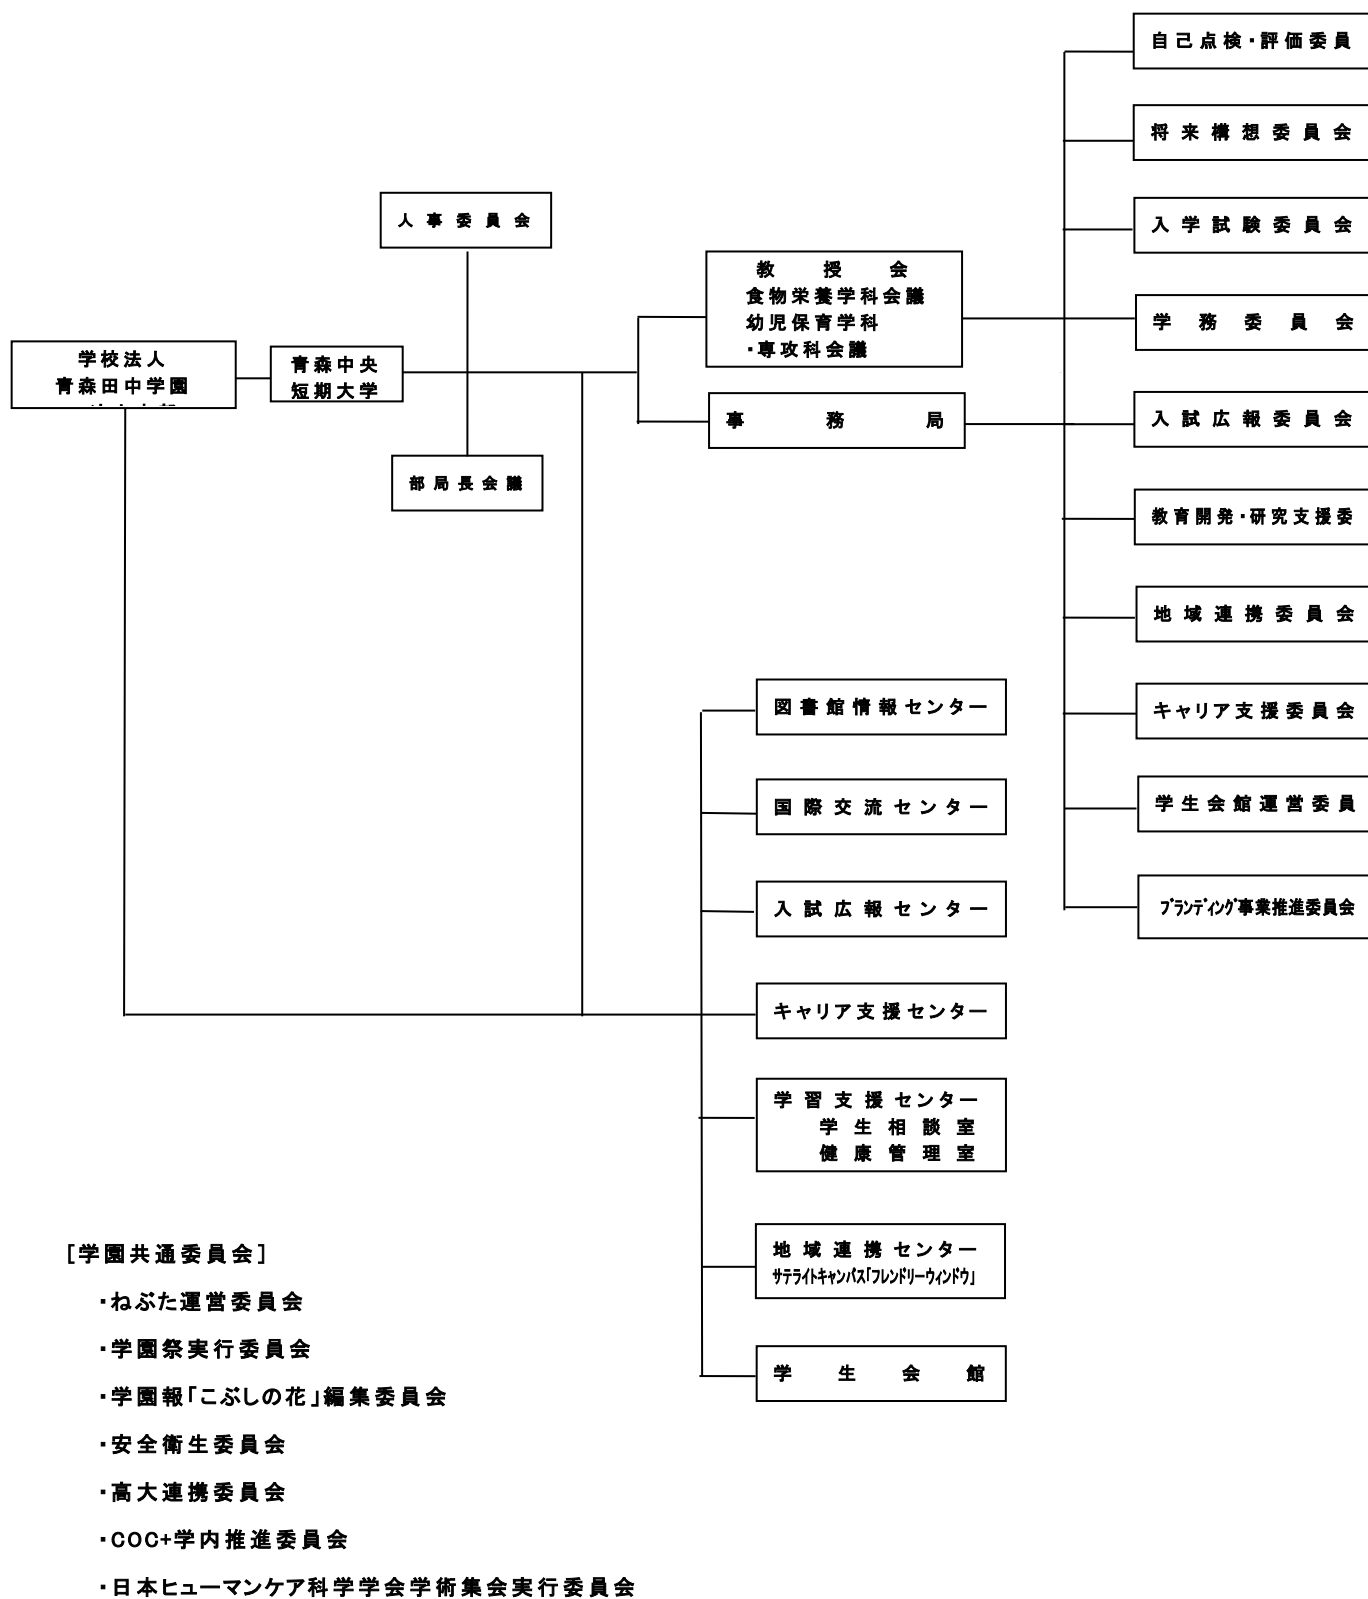 自己点検・評価委員
将来構想委員会
人事委員会
入学試験委員会
教授会
食物栄養学科会議
幼児保育学科
・専攻科会議
学務委員会
学校法人
青森田中学園
青森中央
短期大学
事務局
入試広報委員会
部局長会議
教育開発・研究支援委
地域連携委員会
図書館情報センター
キャリア支援委員会
国際交流センター
学生会館運営委員
入試広報センター
ブランディング事業推進委員会
キャリア支援センター
学習支援センター
学生相談室
健康管理室
地域連携センター
サテライトキャンパス「フレンドリーウィンドウ」
学生会館
[学園共通委員会]
・ねぶた運営委員会
・学園祭実行委員会
・学園報「こぶしの花」編集委員会
・安全衛生委員会
・高大連携委員会
・COC+学内推進委員会
・日本ヒューマンケア科学学会学術集会実行委員会